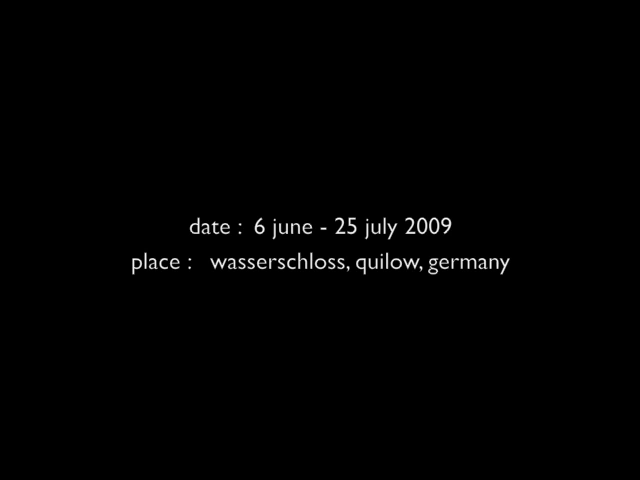 date :  6 june - 25 july 2009
place :   wasserschloss, quilow, germany